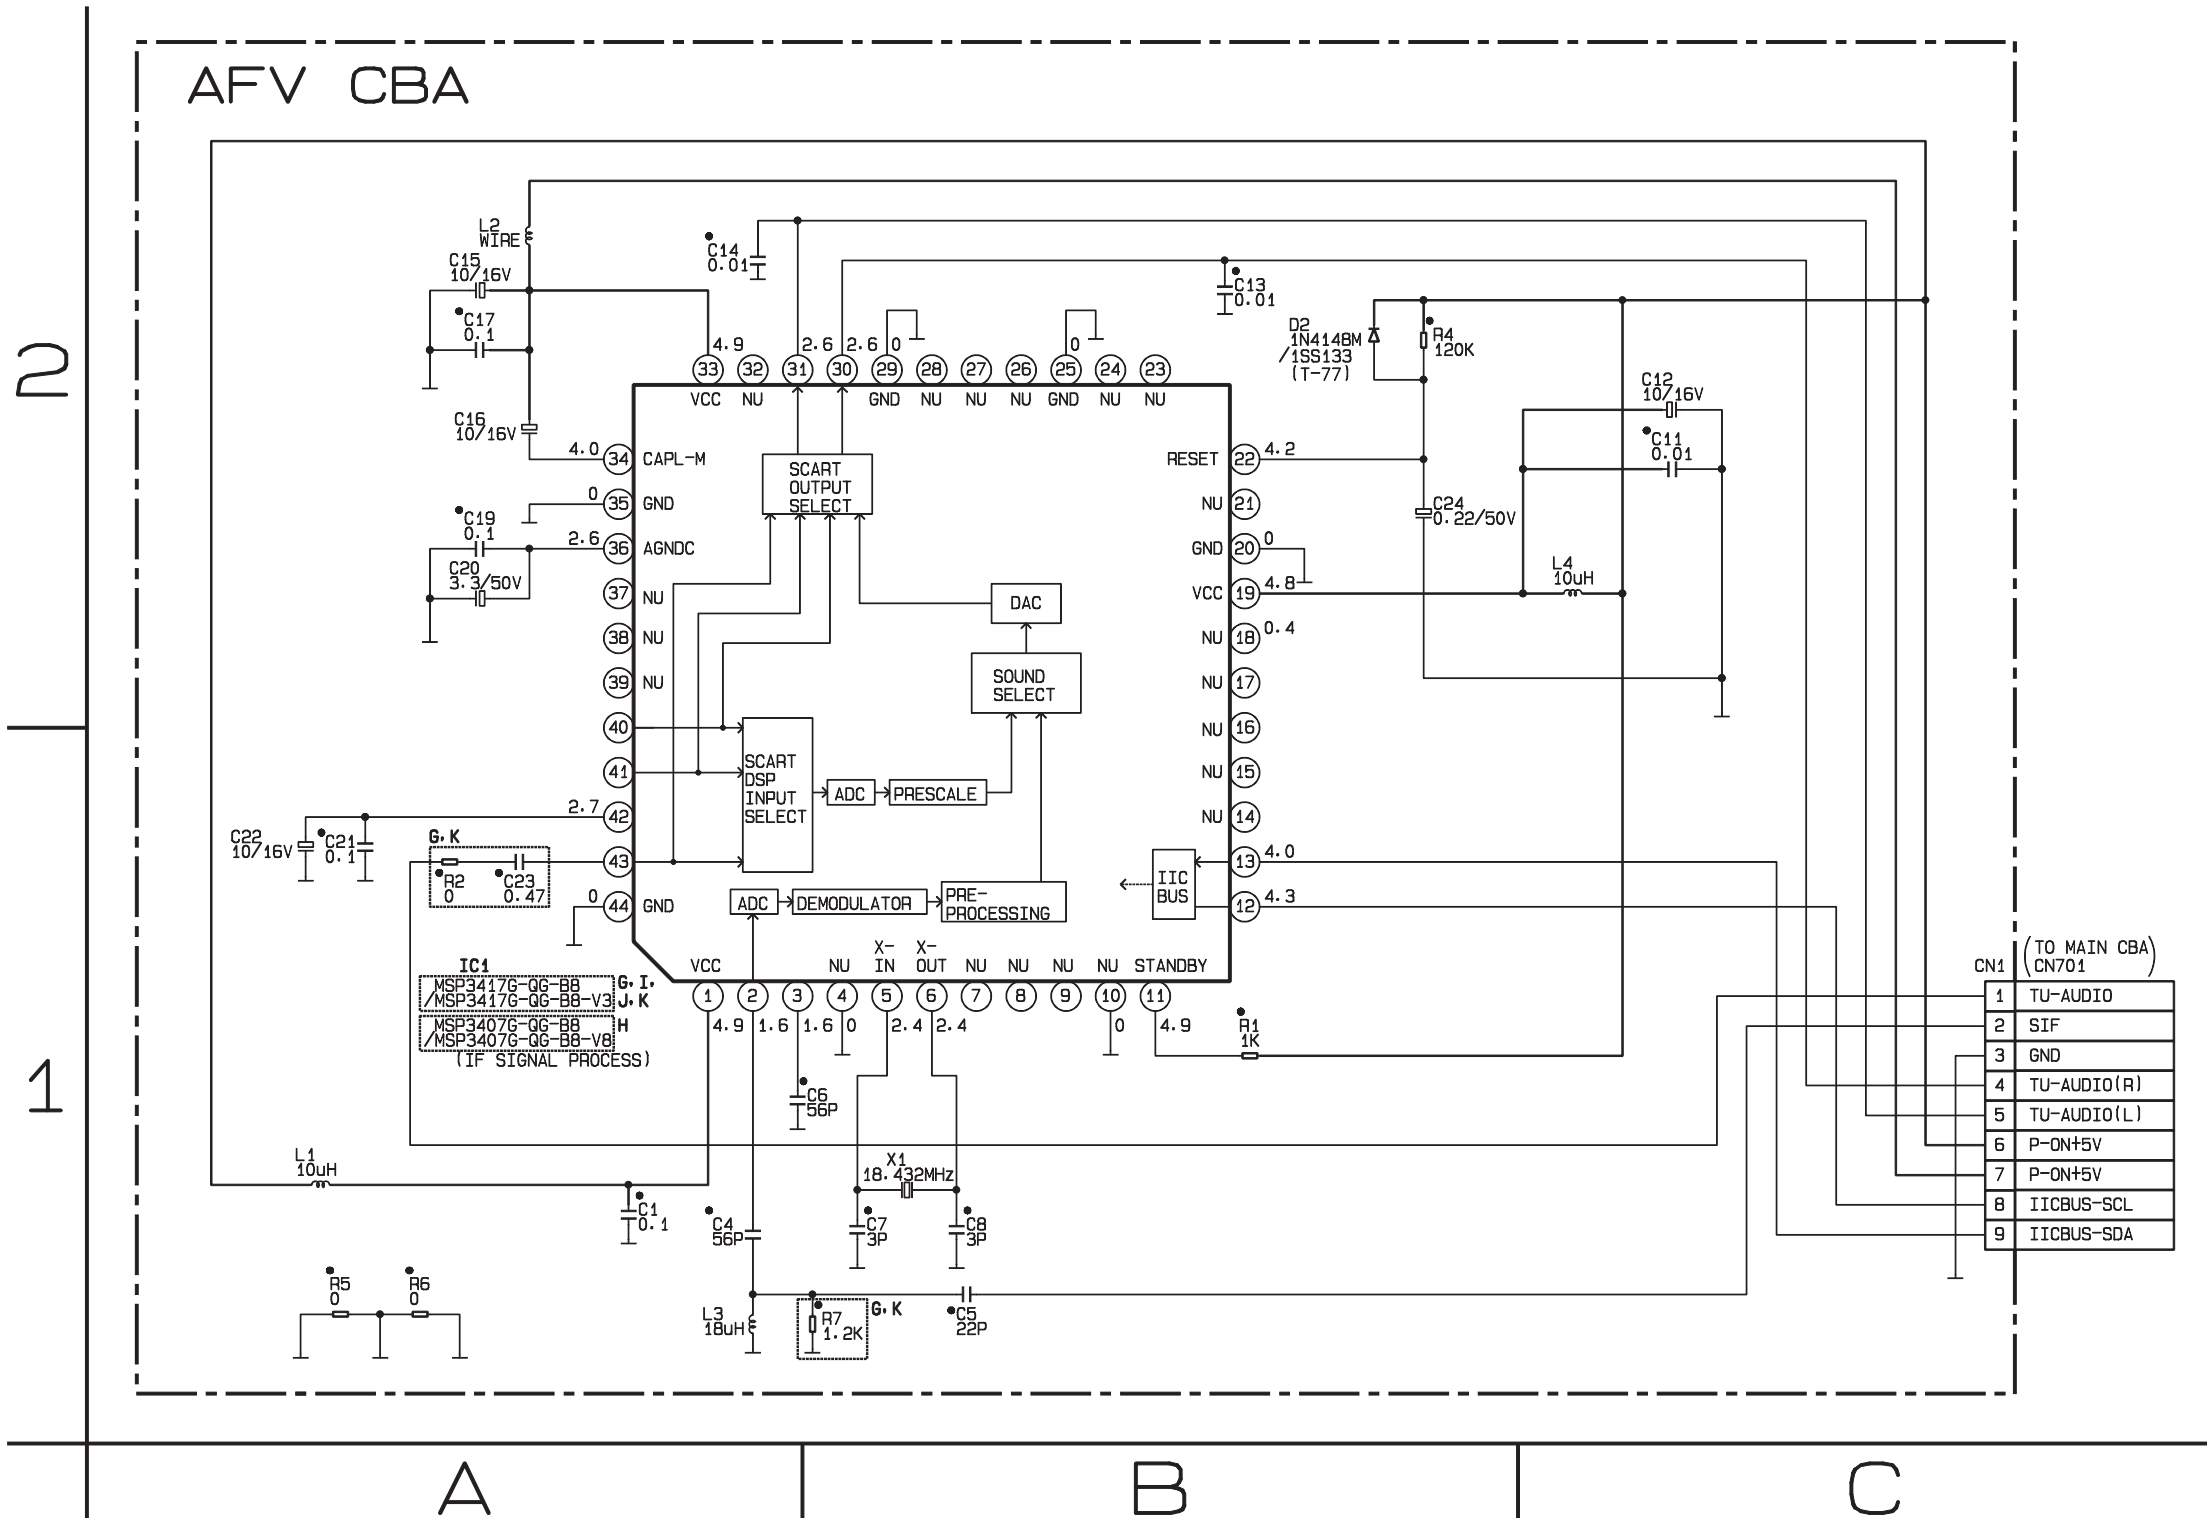 AFV CBA
2
1
A
B
C
L2
WIRE
C15
10/16V
C17
0.1
C16
10/16V
C14
0.01
C13
0.01
D2
1N4148M
/1SS133
(T-77)
R4
120K
C12
10/16V
C11
0.01
C24
0.22/50V
L4
10uH
4.9
2.6
2.6
0
0
33
32
31
30
29
28
27
26
25
24
23
VCC
NU
GND
NU
NU
NU
GND
NU
NU
4.0
34
CAPL-M
0
35
GND
C19
0.1
2.6
36
AGNDC
C20
3.3/50V
37
NU
38
NU
39
NU
40
41
2.7
42
C22
10/16V
C21
0.1
G,K
43
R2
0
C23
0.47
0
44
GND
SCART
OUTPUT
SELECT
DAC
SOUND
SELECT
SCART
DSP
INPUT
SELECT
ADC
PRESCALE
ADC
DEMODULATOR
PRE-
PROCESSING
IIC
BUS
RESET
22
4.2
NU
21
GND
20
0
VCC
19
4.8
NU
18
0.4
NU
17
NU
16
NU
15
NU
14
13
4.0
12
4.3
VCC
NU
X-
IN
X-
OUT
NU
NU
NU
NU
STANDBY
1
2
3
4
5
6
7
8
9
10
11
4.9
1.6
1.6
0
2.4
2.4
0
4.9
IC1
/MSP3417G-QG-B8
/MSP3417G-QG-B8-V3
G,I,
J,K
/MSP3407G-QG-B8
/MSP3407G-QG-B8-V8
H
(IF SIGNAL PROCESS)
R1
1K
C6
56P
X1
18.432MHz
C7
3P
C8
3P
L1
10uH
C1
0.1
C4
56P
L3
18uH
R7
1.2K
G,K
C5
22P
R5
0
R6
0
CN1
(TO MAIN CBA)
CN701
1 TU-AUDIO
2 SIF
3 GND
4 TU-AUDIO(R)
5 TU-AUDIO(L)
6 P-ON+5V
7 P-ON+5V
8 IICBUS-SCL
9 IICBUS-SDA